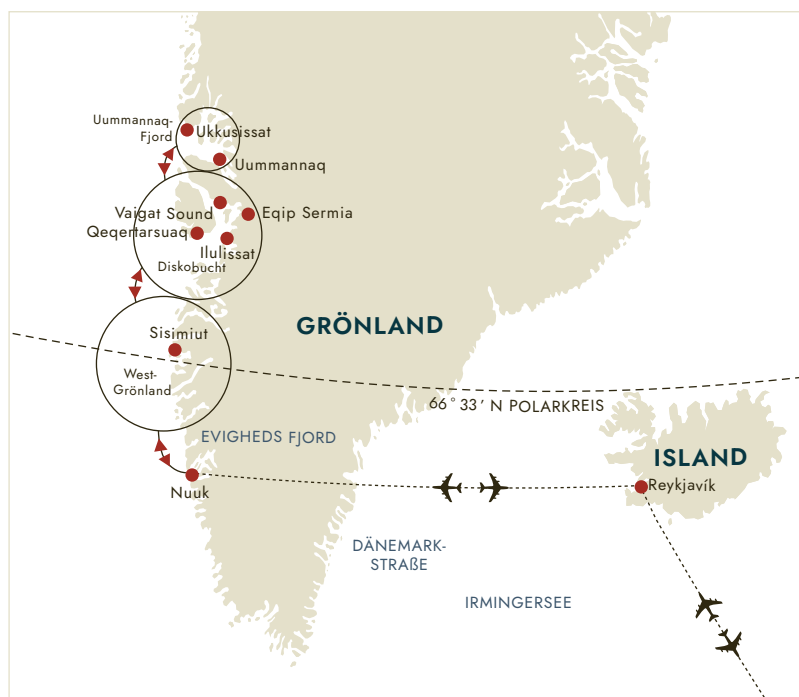 Uummannaq-
Fjord
Ukkusissat
Uummannaq
Vaigat Sound
Eqip Sermia
Qeqertarsuaq
Ilulissat
Diskobucht
GRÖNLAND
Sisimiut
West-
Grönland
66° 33’ N POLARKREIS
EVIGHEDS FJORD
ISLAND
Nuuk
Reykjavík
DÄNEMARK-
STRAßE
IRMINGERSEE